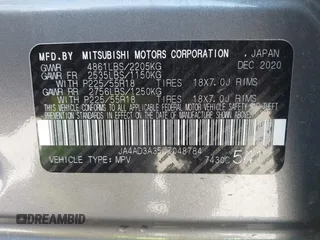 MFD.BY MITSUBISHI MOTORS CORPORATION , JAPAN
GVWR 4861LBS/2205KG DEC 2020
GAWR FR 2535LBS/1150KG
WITH P225/55R18 TIRES 18X7.0J RIMS
GAWR RR 2756LBS/1250KG
WITH P225/55R18 TIRES 18X7.0J RIMS
THIS VEHICLE CONFORMS TO ALL APPLICABLE FEDERAL MOTOR VEHICLE
SAFETY, BUMPER AND THEFT PREVENTION STANDARDS IN EFFECT ON THE
DATE OF MANUFACTURE SHOWN ABOVE.
VEHICLE TYPE: MPV
DREAMBID